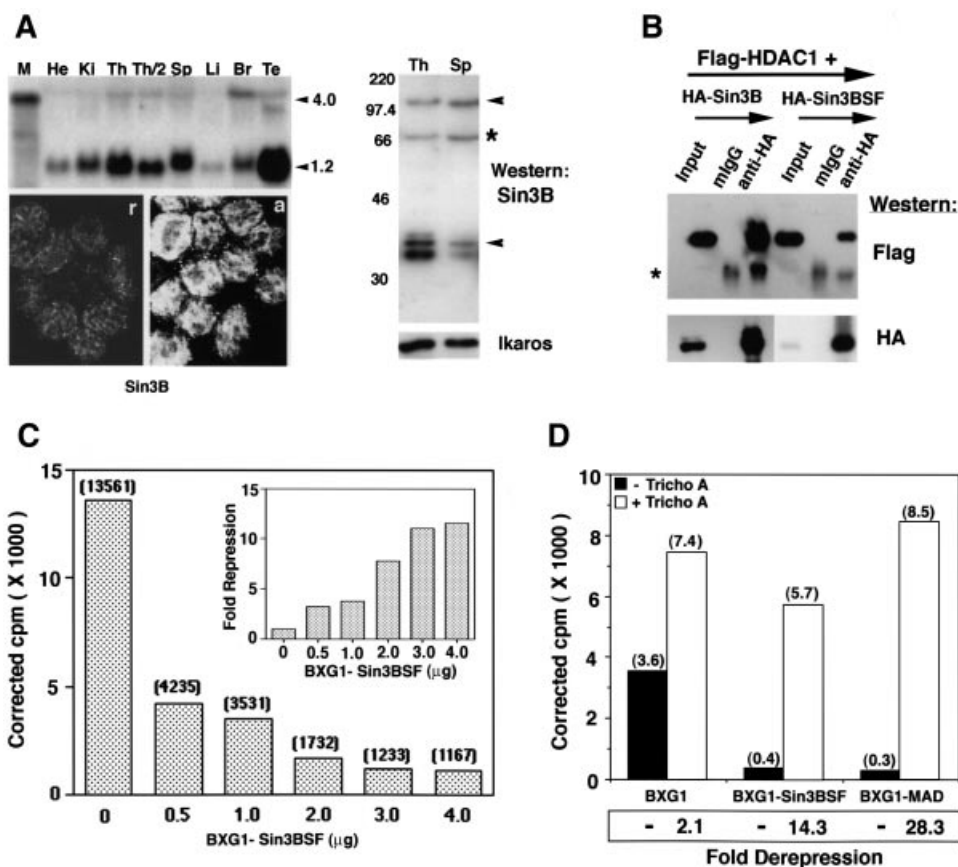 A
M He Ki Th Th/2 Sp Li Br Te
4.0
1.2
r
a
Sin3B
Th Sp
220
97.4
66
*
46
30
Western:
Sin3B
Ikaros
B
Flag-HDAC1 +
HA-Sin3B HA-Sin3BSF
Input mIgG anti-HA Input mIgG anti-HA
Western:
Flag
*
HA
C
Corrected cpm ( X 1000)
15
10
5
0
(13561)
(4235)
(3531)
(1732)
(1233)
(1167)
0 0.5 1.0 2.0 3.0 4.0
BXG1- Sin3BSF (μg)
Fold Repression
15
10
5
0
0 0.5 1.0 2.0 3.0 4.0
BXG1- Sin3BSF (μg)
D
Corrected cpm ( X 1000)
10
8
6
4
2
0
- Tricho A
+ Tricho A
(3.6)
(7.4)
(0.4)
(5.7)
(0.3)
(8.5)
BXG1 BXG1-Sin3BSF BXG1-MAD
- 2.1 - 14.3 - 28.3
Fold Derepression